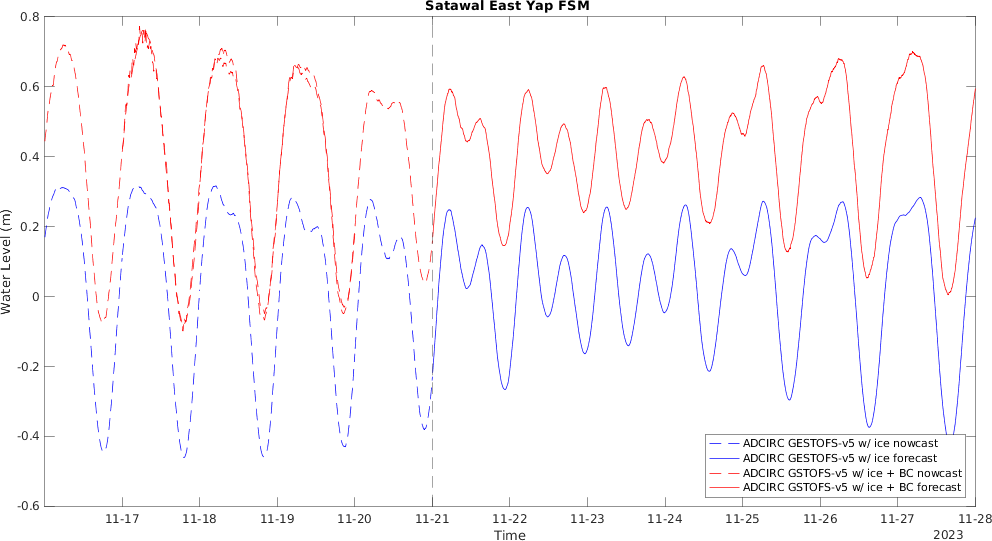 Satawal East Yap FSM
0.8
0.6
0.4
0.2
0
-0.2
-0.4
-0.6
Water Level (m)
ADCIRC GESTOFS-v5 w/ ice nowcast
ADCIRC GESTOFS-v5 w/ ice forecast
ADCIRC GSTOFS-v5 w/ ice + BC nowcast
ADCIRC GSTOFS-v5 w/ ice + BC forecast
11-17 11-18 11-19 11-20 11-21 11-22 11-23 11-24 11-25 11-26 11-27 11-28
Time
2023